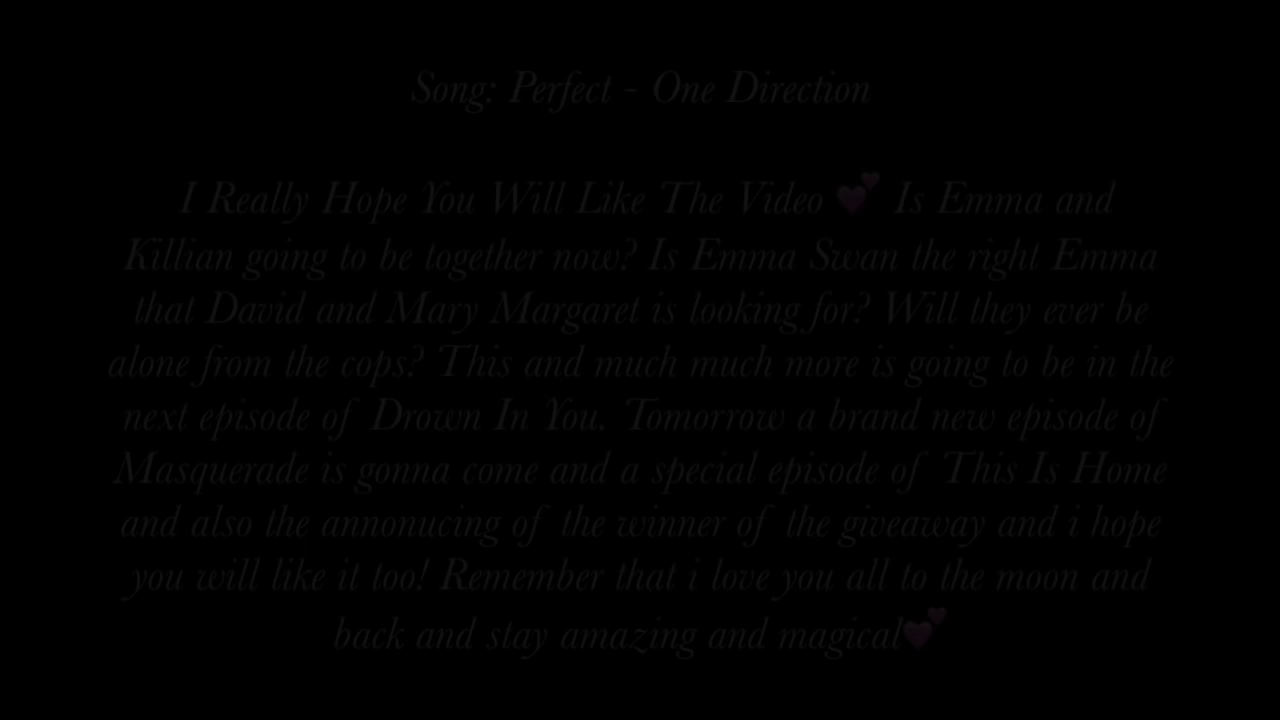 Song: Perfect - One Direction
I Really Hope You Will Like The Video 💕 Is Emma and
Killian going to be together now? Is Emma Swan the right Emma
that David and Mary Margaret is looking for? Will they ever be
alone from the cops? This and much much more is going to be in the
next episode of Drown In You. Tomorrow a brand new episode of
Masquerade is gonna come and a special episode of This Is Home
and also the annonucing of the winner of the giveaway and i hope
you will like it too! Remember that i love you all to the moon and
back and stay amazing and magical💕